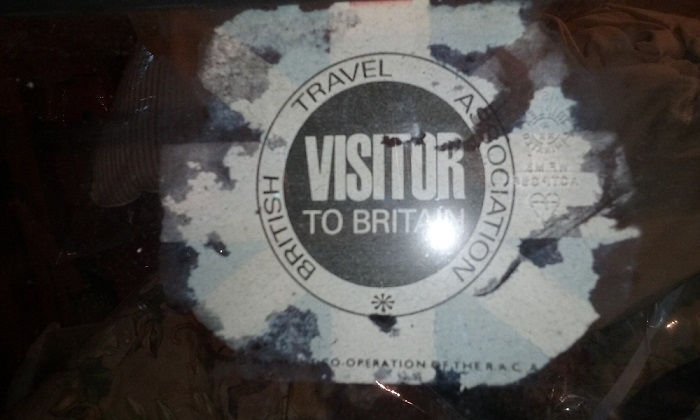 BRITISH TRAVEL ASSOCIATION
VISITOR
TO BRITAIN
CO-OPERATION OF THE R.A.C.